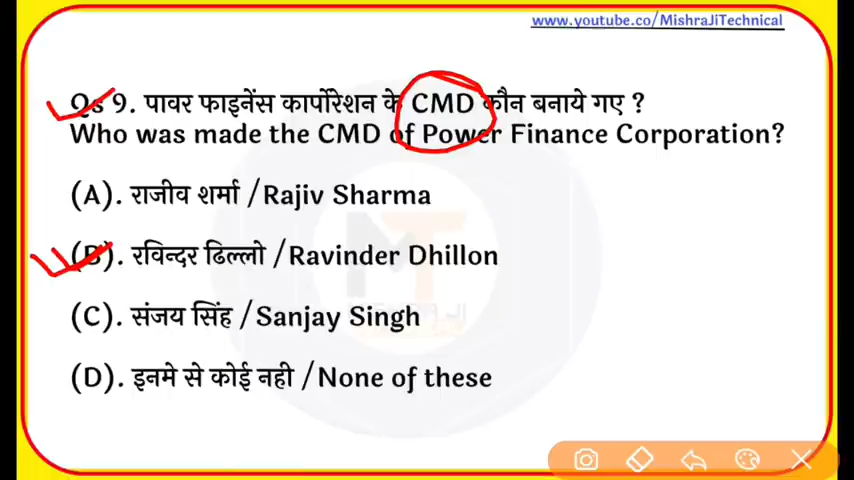 www.youtube.co/MishraJiTechnical
Qs 9. पावर फाइनेंस कार्पोरेशन के CMD कौन बनाये गए ?
Who was made the CMD of Power Finance Corporation?
(A). राजीव शर्मा /Rajiv Sharma
(B). रविन्दर ढिल्लो /Ravinder Dhillon
(C). संजय सिंह /Sanjay Singh
(D). इनमे से कोई नही /None of these